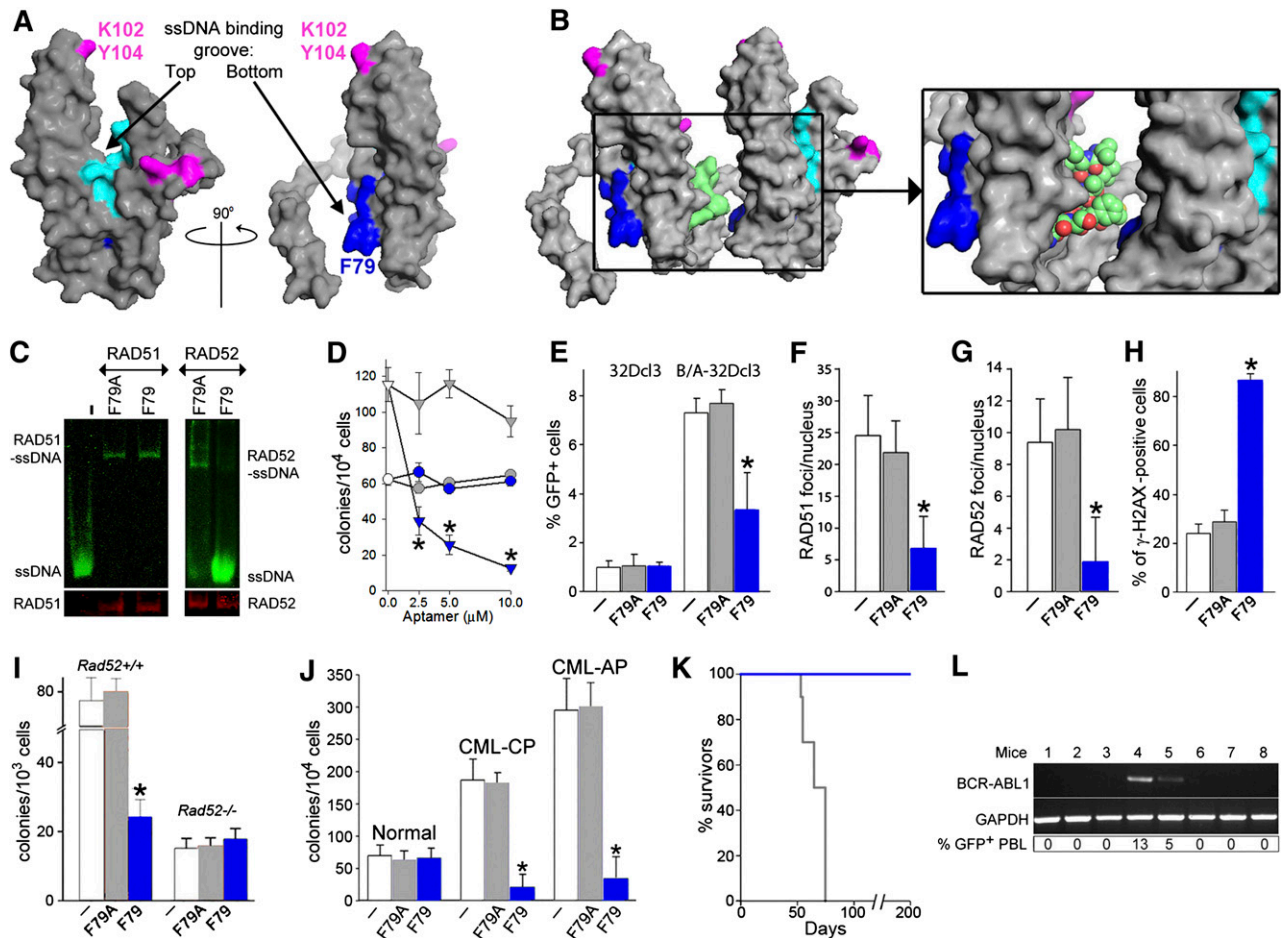 A
K102
Y104
ssDNA binding
groove:
Top Bottom
K102
Y104
90°
F79
B
C
RAD51
RAD52
–
F79A
F79
F79A
F79
RAD51
-ssDNA
RAD52
-ssDNA
ssDNA
ssDNA
RAD51
RAD52
D
colonies/10⁴ cells
140
120
100
80
60
40
20
0
0.0
2.5
5.0
10.0
Aptamer (μM)
*
*
*
E
32Dcl3
B/A-32Dcl3
% GFP+ cells
8
6
4
2
0
*
–
F79A
F79
–
F79A
F79
F
RAD51 foci/nucleus
35
30
25
20
15
10
5
0
*
–
F79A
F79
G
RAD52 foci/nucleus
14
12
10
8
6
4
2
0
*
–
F79A
F79
H
% of γ-H2AX-positive cells
80
60
40
20
0
*
–
F79A
F79
I
Rad52+/+
Rad52-/-
colonies/10³ cells
80
40
20
0
*
–
F79A
F79
–
F79A
F79
J
colonies/10⁴ cells
350
300
250
200
150
100
50
0
Normal
CML-CP
CML-AP
*
*
–
F79A
F79
–
F79A
F79
–
F79A
F79
K
% survivors
100
80
60
40
20
0
0
50
100
200
Days
L
Mice 1 2 3 4 5 6 7 8
BCR-ABL1
GAPDH
% GFP⁺ PBL 0 0 0 13 5 0 0 0